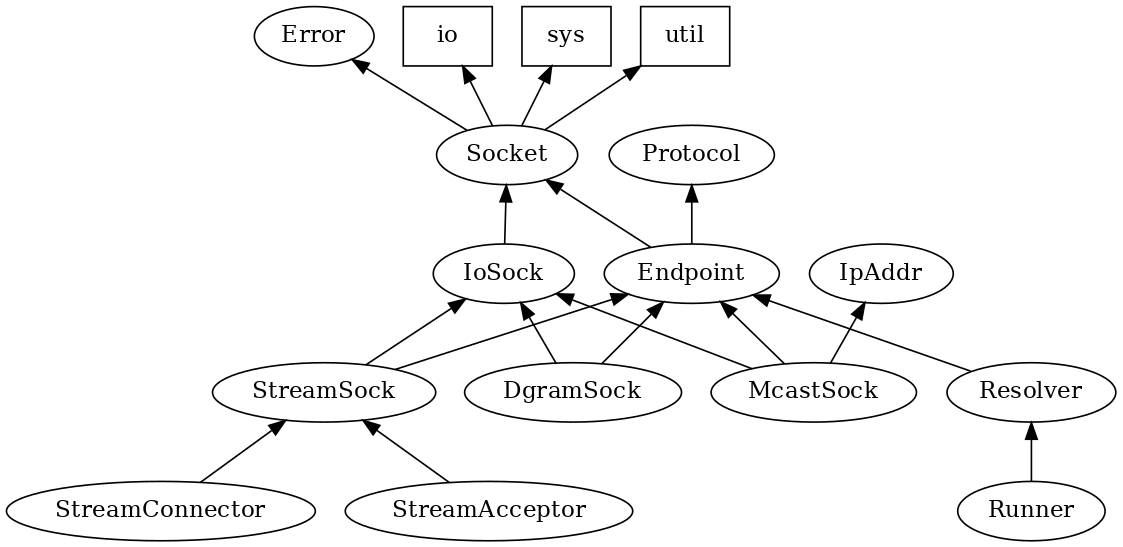 Error
io
sys
util
Socket
Protocol
IoSock
Endpoint
IpAddr
StreamSock
DgramSock
McastSock
Resolver
StreamConnector
StreamAcceptor
Runner